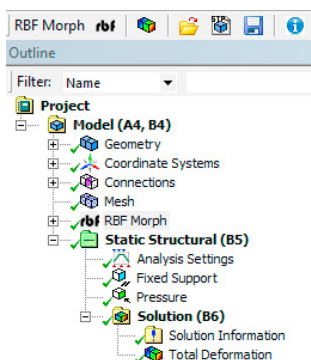 RBF Morph rbf STP
Outline
Filter: Name
Project
Model (A4, B4)
Geometry
Coordinate Systems
Connections
Mesh
rbf RBF Morph
Static Structural (B5)
Analysis Settings
Fixed Support
Pressure
Solution (B6)
Solution Information
Total Deformation